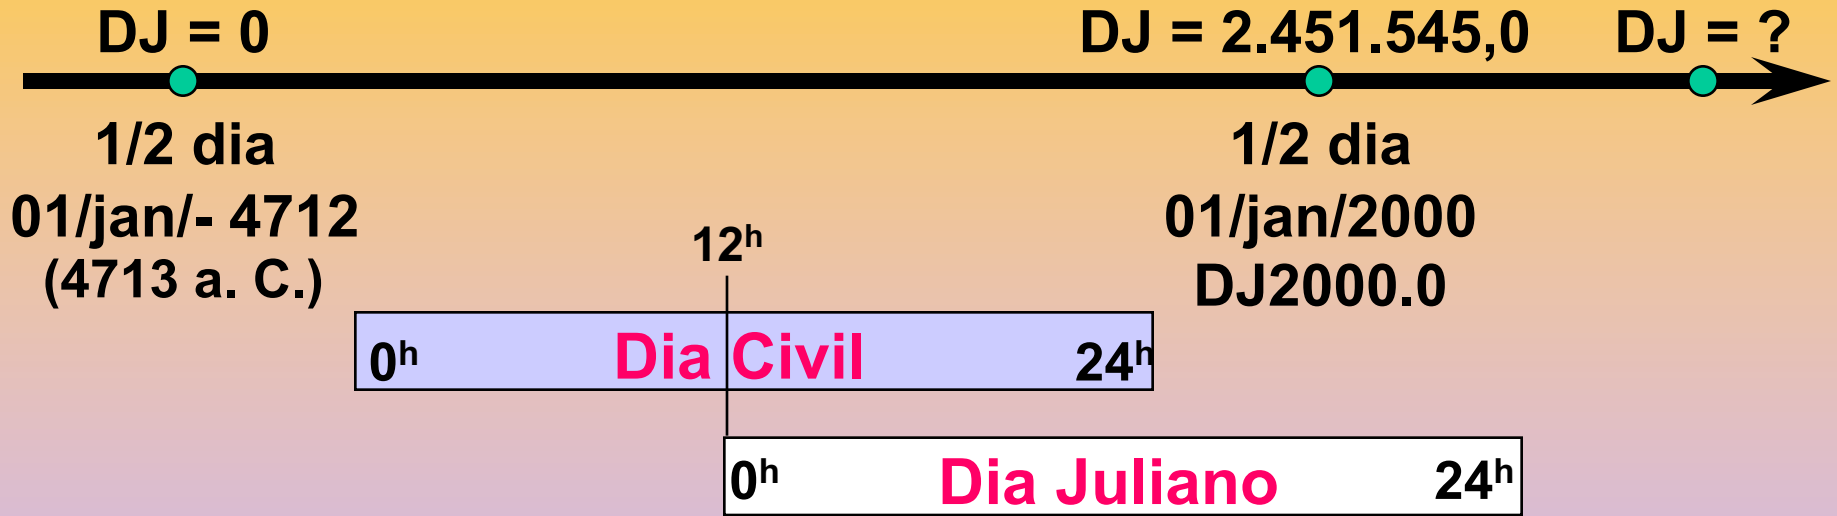 DJ = 0
DJ = 2.451.545,0
DJ = ?
1/2 dia
01/jan/- 4712
(4713 a. C.)
1/2 dia
01/jan/2000
DJ2000.0
12ʰ
0ʰ Dia Civil 24ʰ
0ʰ Dia Juliano 24ʰ